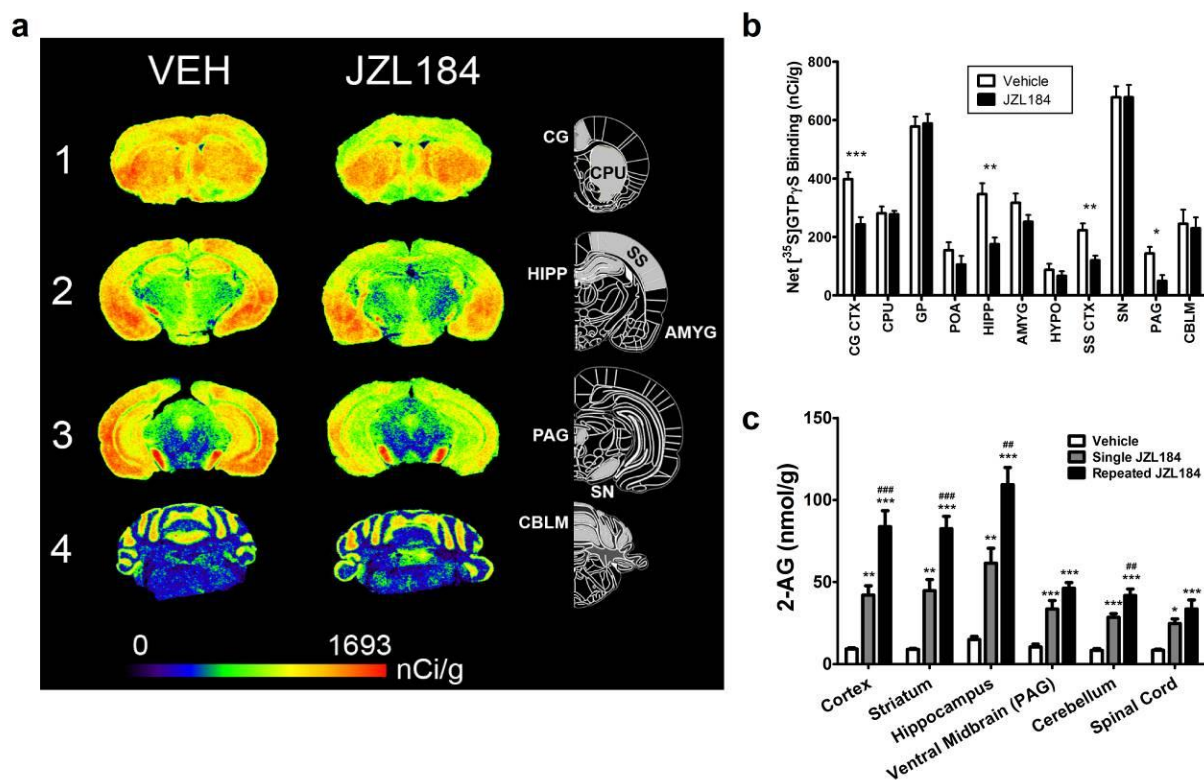 a
VEH JZL184
1
CG
CPU
2
HIPP
SS
AMYG
3
PAG
SN
4
CBLM
0 1693
nCi/g
b
Net [³⁵S]GTPγS Binding (nCi/g)
800
600
400
200
0
Vehicle
JZL184
***
**
**
*
CG CTX
CPU
GP
POA
HIPP
AMYG
HYPO
SS CTX
SN
PAG
CBLM
c
2-AG (nmol/g)
150
100
50
0
Vehicle
Single JZL184
Repeated JZL184
**
###
***
**
###
***
**
##
***
***
***
***
##
***
*
***
Cortex
Striatum
Hippocampus
Ventral Midbrain (PAG)
Cerebellum
Spinal Cord